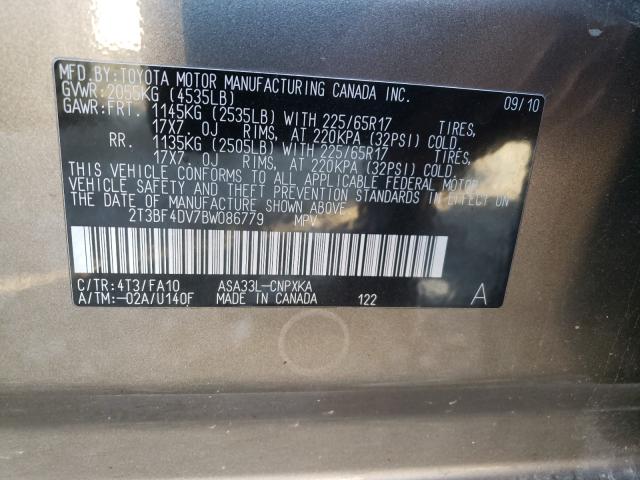 MFD.BY:TOYOTA MOTOR MANUFACTURING CANADA INC.
GVWR:2055KG (4535LB) 09/10
GAWR:FRT. 1145KG (2535LB) WITH 225/65R17 TIRES,
17X7. 0J RIMS, AT 220KPA (32PSI) COLD.
RR. 1135KG (2505LB) WITH 225/65R17 TIRES,
17X7. 0J RIMS, AT 220KPA (32PSI) COLD.
THIS VEHICLE CONFORMS TO ALL APPLICABLE FEDERAL MOTOR
VEHICLE SAFETY AND THEFT PREVENTION STANDARDS IN EFFECT ON
THE DATE OF MANUFACTURE SHOWN ABOVE.
2T3BF4DV7BW086779 MPV
C/TR:4T3/FA10 ASA33L-CNPXKA
A/TM:-02A/U140F MADE IN CANADA 122 A